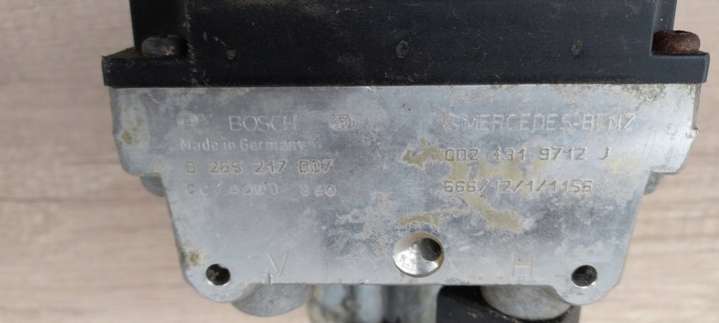 BOSCH
Made in Germany
0 265 217 007
MERCEDES-BENZ
002 431 9712 J
666/12/1/1156
V
H